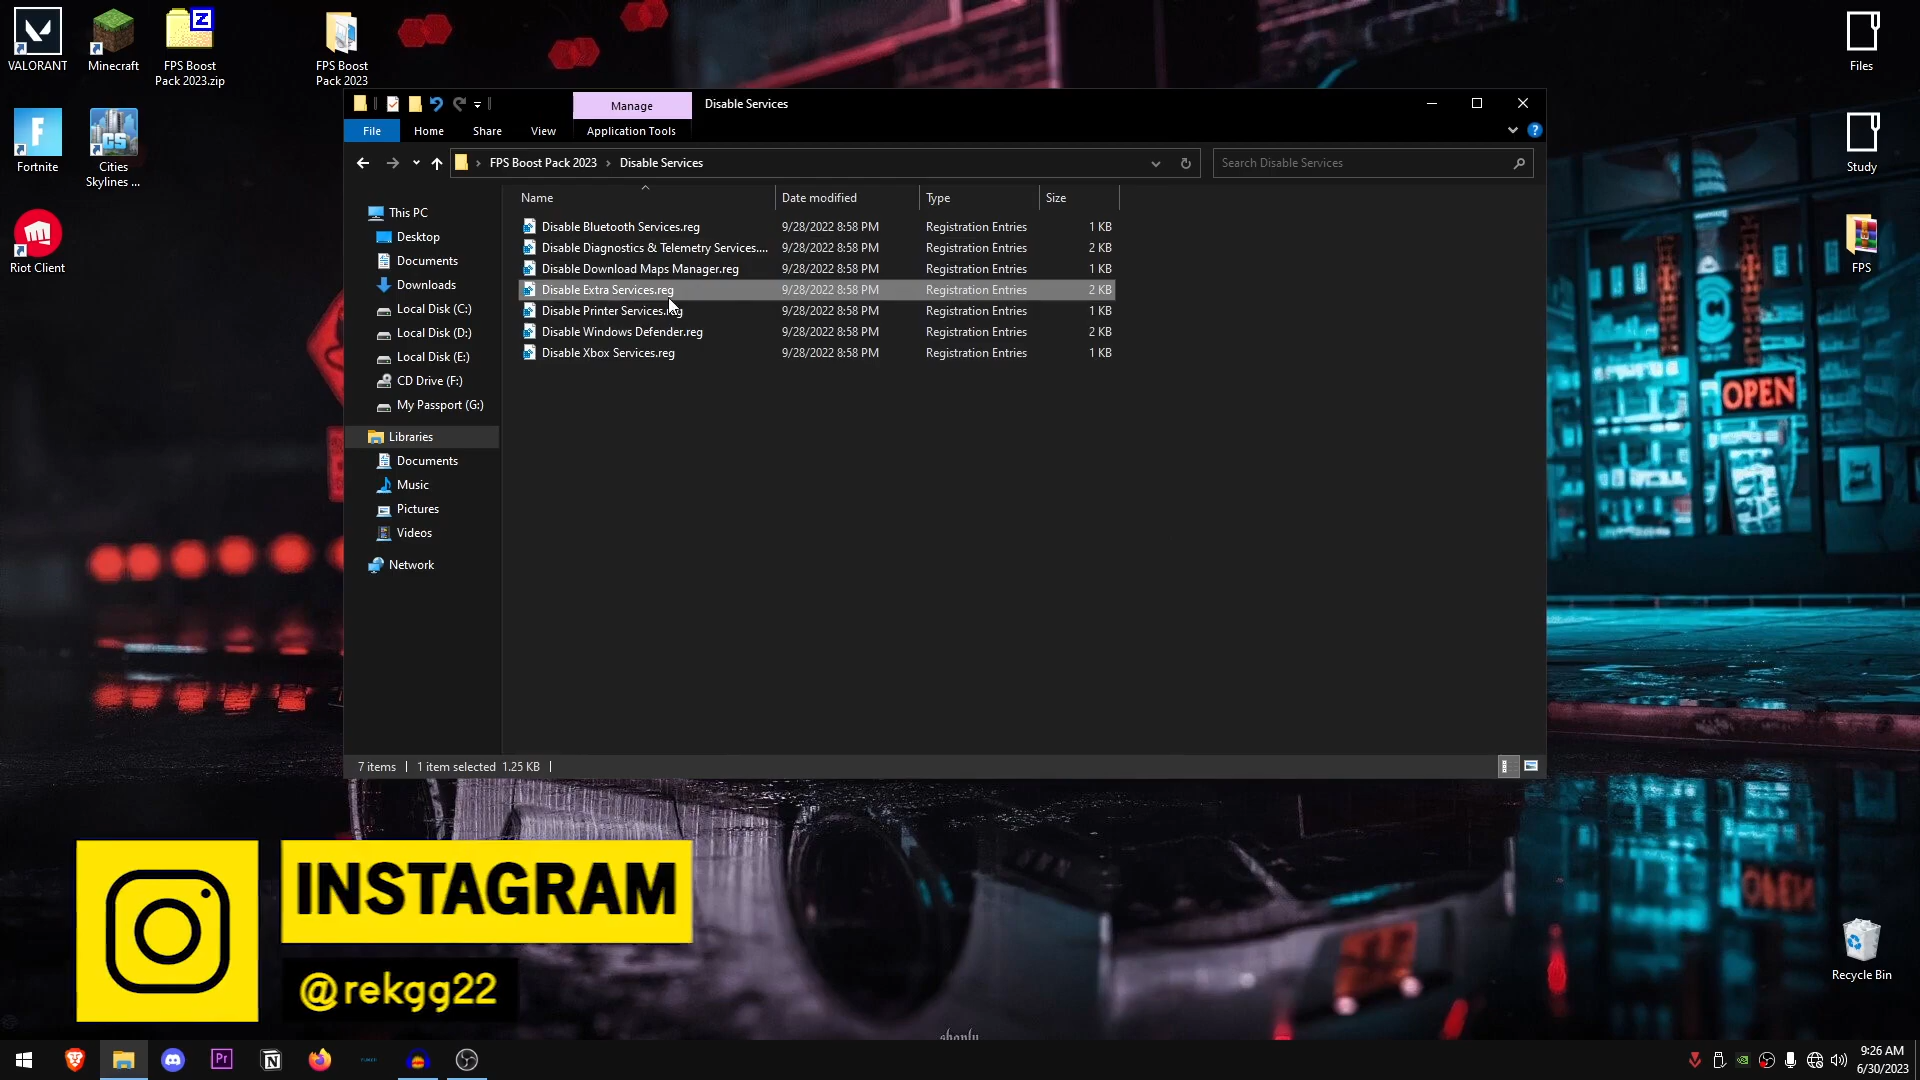 VALORANT
Minecraft
FPS Boost
Pack 2023.zip
FPS Boost
Pack 2023
Files
Manage
Disable Services
File
Home
Share
View
Application Tools
Fortnite
Cities
Skylines ...
Study
FPS Boost Pack 2023
Disable Services
Search Disable Services
Name
Date modified
Type
Size
This PC
Desktop
Documents
Downloads
Local Disk (C:)
Local Disk (D:)
Local Disk (E:)
CD Drive (F:)
My Passport (G:)
Libraries
Documents
Music
Pictures
Videos
Network
Disable Bluetooth Services.reg 9/28/2022 8:58 PM Registration Entries 1 KB
Disable Diagnostics & Telemetry Services.... 9/28/2022 8:58 PM Registration Entries 2 KB
Disable Download Maps Manager.reg 9/28/2022 8:58 PM Registration Entries 1 KB
Disable Extra Services.reg 9/28/2022 8:58 PM Registration Entries 2 KB
Disable Printer Services.reg 9/28/2022 8:58 PM Registration Entries 1 KB
Disable Windows Defender.reg 9/28/2022 8:58 PM Registration Entries 2 KB
Disable Xbox Services.reg 9/28/2022 8:58 PM Registration Entries 1 KB
Riot Client
FPS
OPEN
7 items
1 item selected 1.25 KB
INSTAGRAM
@rekgg22
Recycle Bin
shanlu
Pr
9:26 AM
6/30/2023